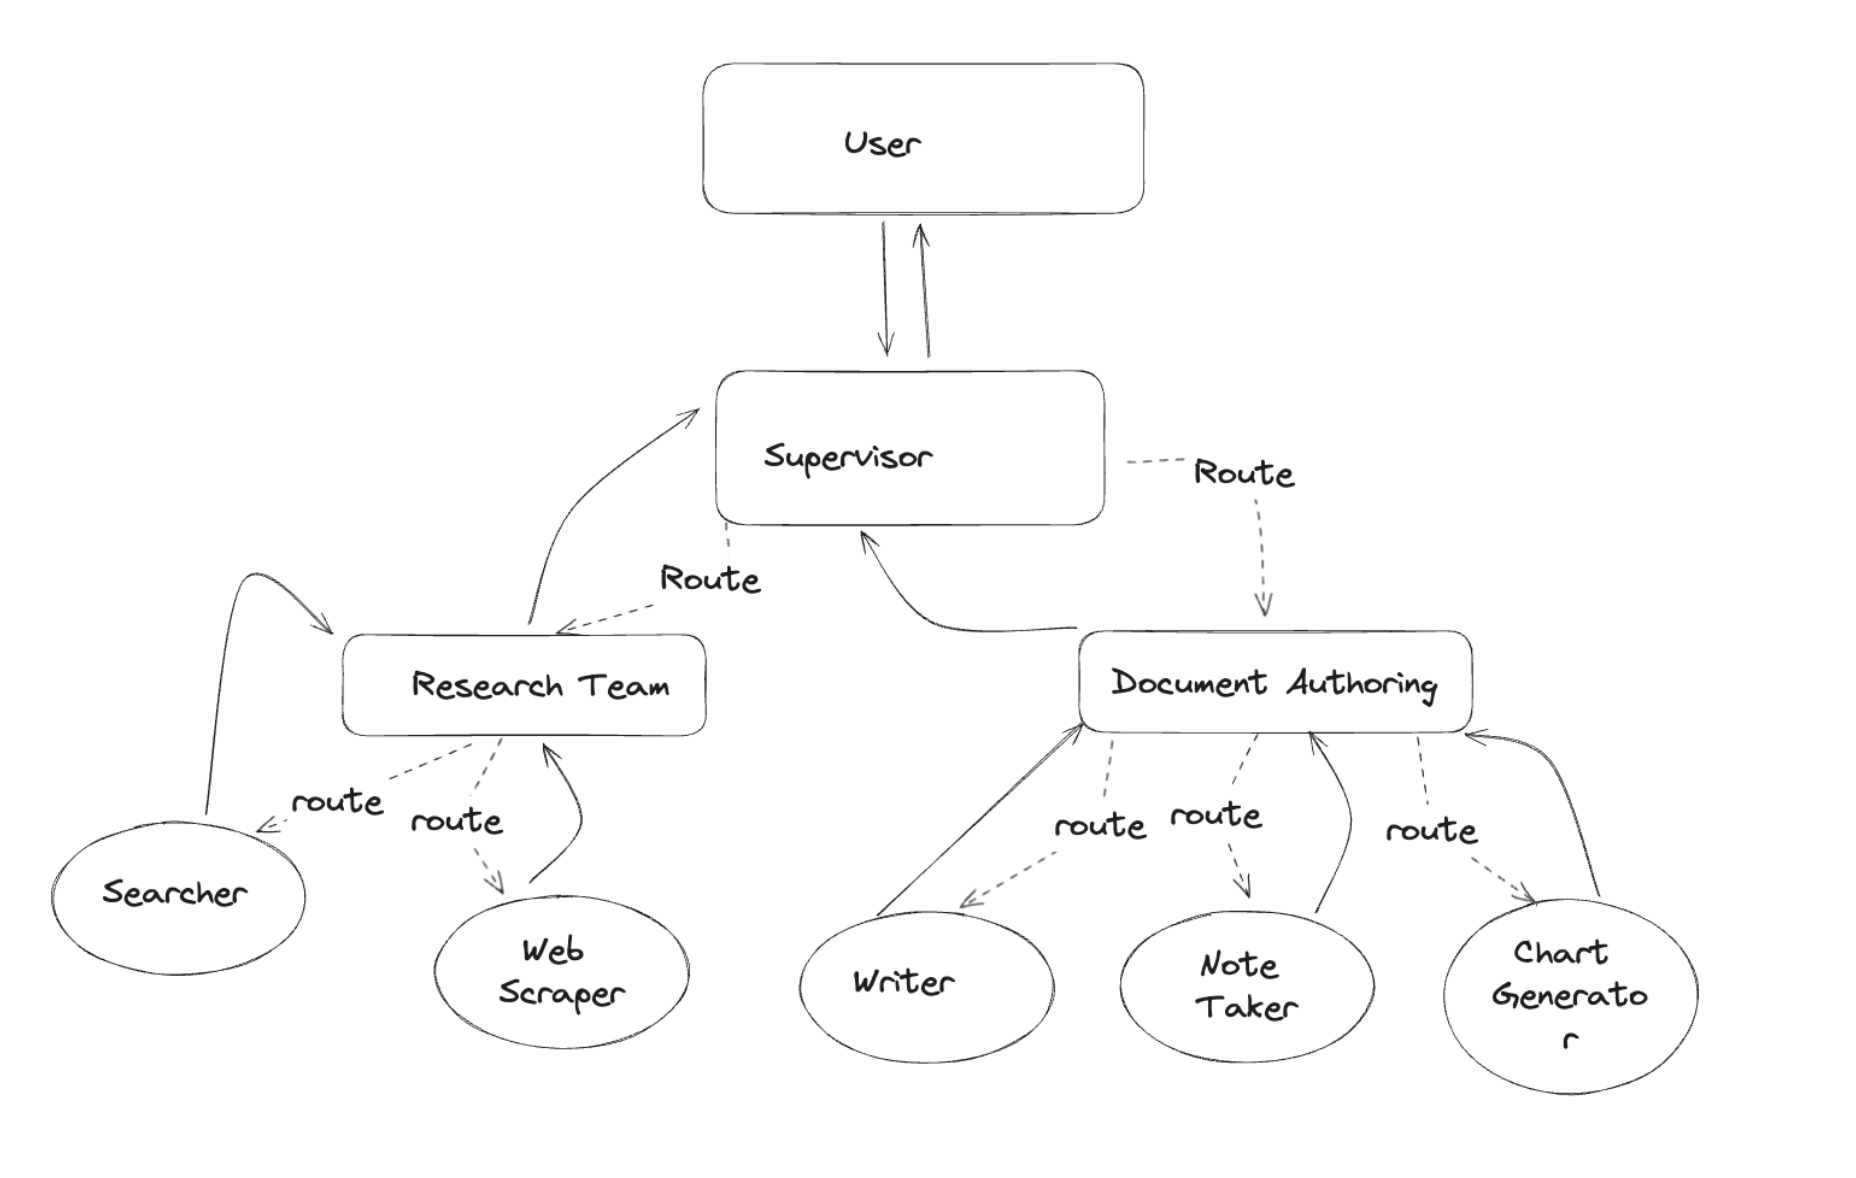 User
Supervisor
Route
Route
Research Team
Document Authoring
route
route
route
route
route
Searcher
Web
Scraper
Writer
Note
Taker
Chart
Generato
r